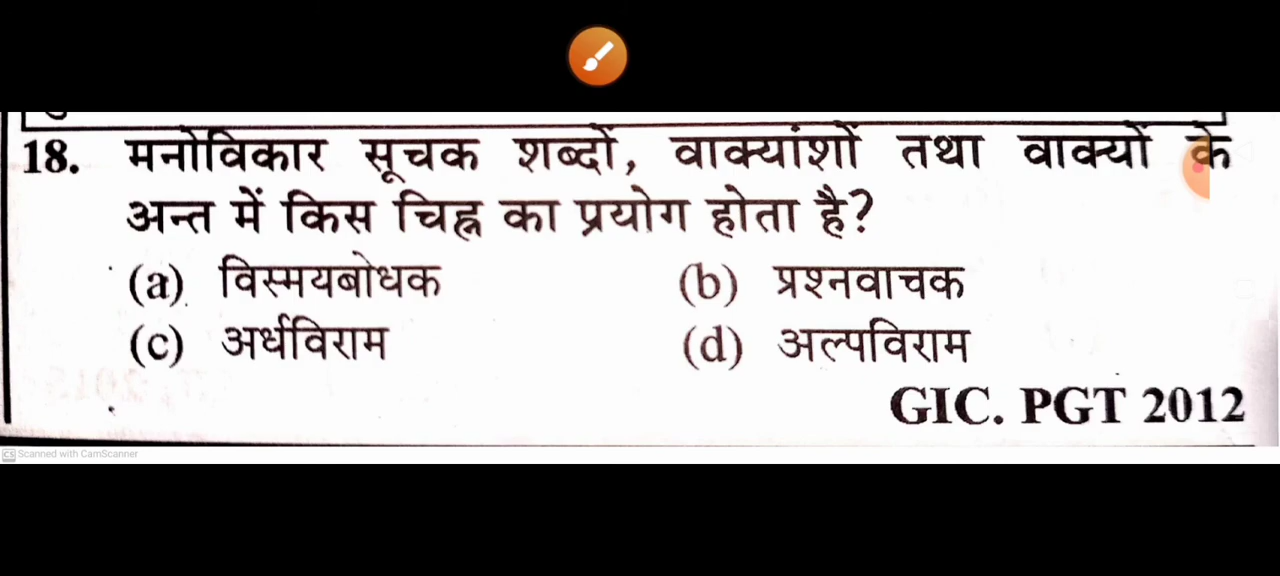 18. मनोविकार सूचक शब्दों, वाक्यांशों तथा वाक्यों के
अन्त में किस चिह्न का प्रयोग होता है?
(a) विस्मयबोधक (b) प्रश्नवाचक
(c) अर्धविराम (d) अल्पविराम
GIC. PGT 2012
CS Scanned with CamScanner